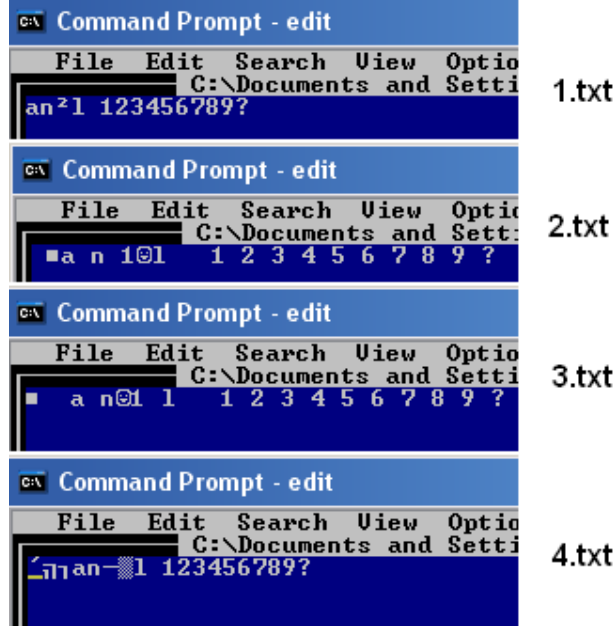 Command Prompt - edit
File Edit Search View Optio
C:\Documents and Setti
an²l 123456789?
1.txt
Command Prompt - edit
File Edit Search View Optio
C:\Documents and Sett
■a n 1☺l 1 2 3 4 5 6 7 8 9 ?
2.txt
Command Prompt - edit
File Edit Search View Optio
C:\Documents and Setti
■ a n☺1 l 1 2 3 4 5 6 7 8 9 ?
3.txt
Command Prompt - edit
File Edit Search View Optio
C:\Documents and Setti
an─▒l 123456789?
4.txt